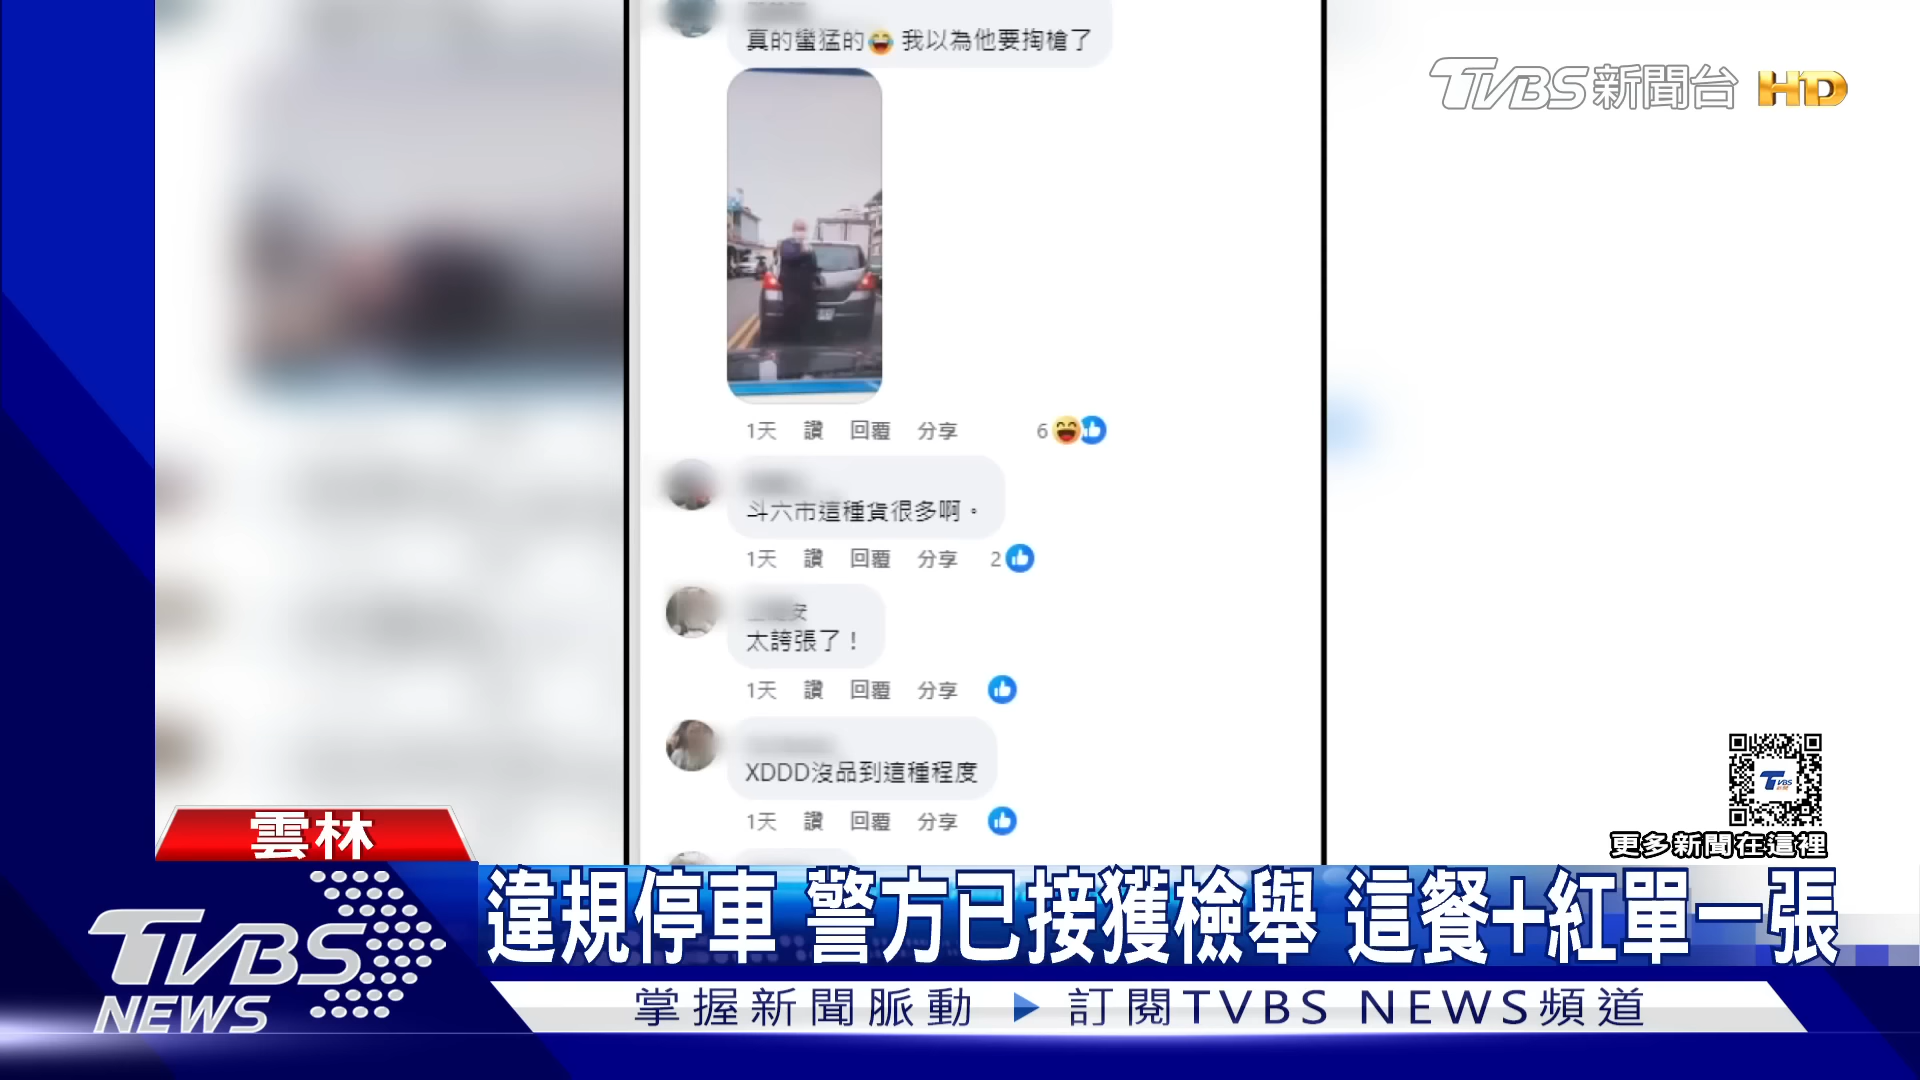 真的蠻猛的😂 我以為他要掏槍了
TVBS新聞台 HD
1天 讚 回覆 分享 6
斗六市這種貨很多啊。
1天 讚 回覆 分享 2
安
太誇張了！
1天 讚 回覆 分享
XDDD沒品到這種程度
1天 讚 回覆 分享
TVBS
新聞
更多新聞在這裡
雲林
違規停車 警方已接獲檢舉 這餐+紅單一張
TVBS
NEWS
掌握新聞脈動 ▶ 訂閱TVBS NEWS頻道